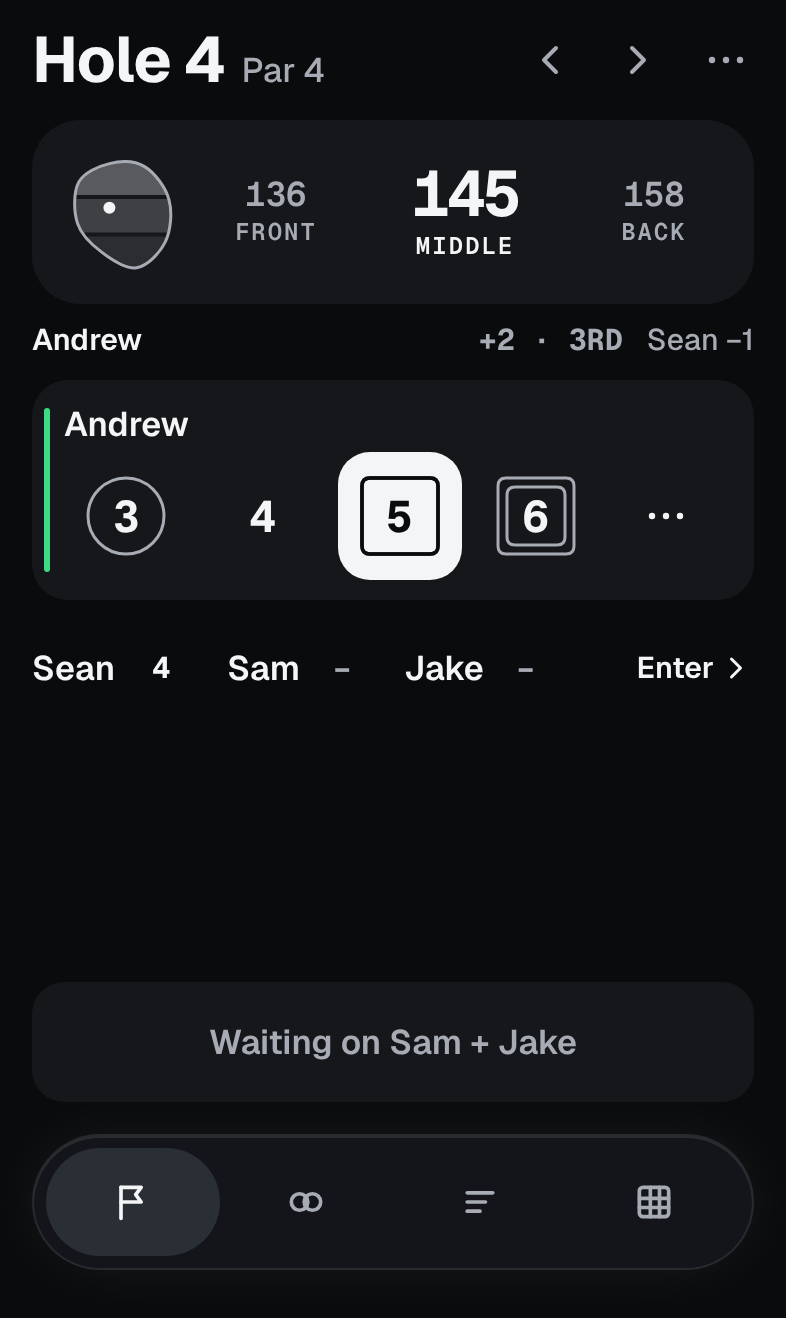 Hole 4 Par 4
136 145 158
FRONT MIDDLE BACK
Andrew +2 · 3RD Sean –1
Andrew
3 4 5 6 ...
Sean 4 Sam – Jake – Enter >
Waiting on Sam + Jake